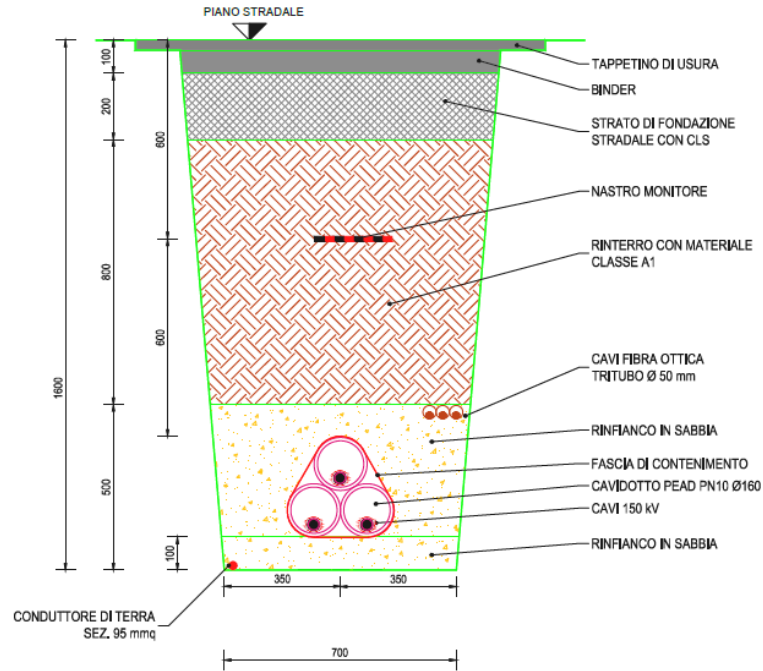 PIANO STRADALE
100
200
800
500
1600
600
600
100
TAPPETINO DI USURA
BINDER
STRATO DI FONDAZIONE
STRADALE CON CLS
NASTRO MONITORE
RINTERRO CON MATERIALE
CLASSE A1
CAVI FIBRA OTTICA
TRITUBO Ø 50 mm
RINFIANCO IN SABBIA
FASCIA DI CONTENIMENTO
CAVIDOTTO PEAD PN10 Ø160
CAVI 150 kV
RINFIANCO IN SABBIA
350
350
CONDUTTORE DI TERRA
SEZ. 95 mmq
700